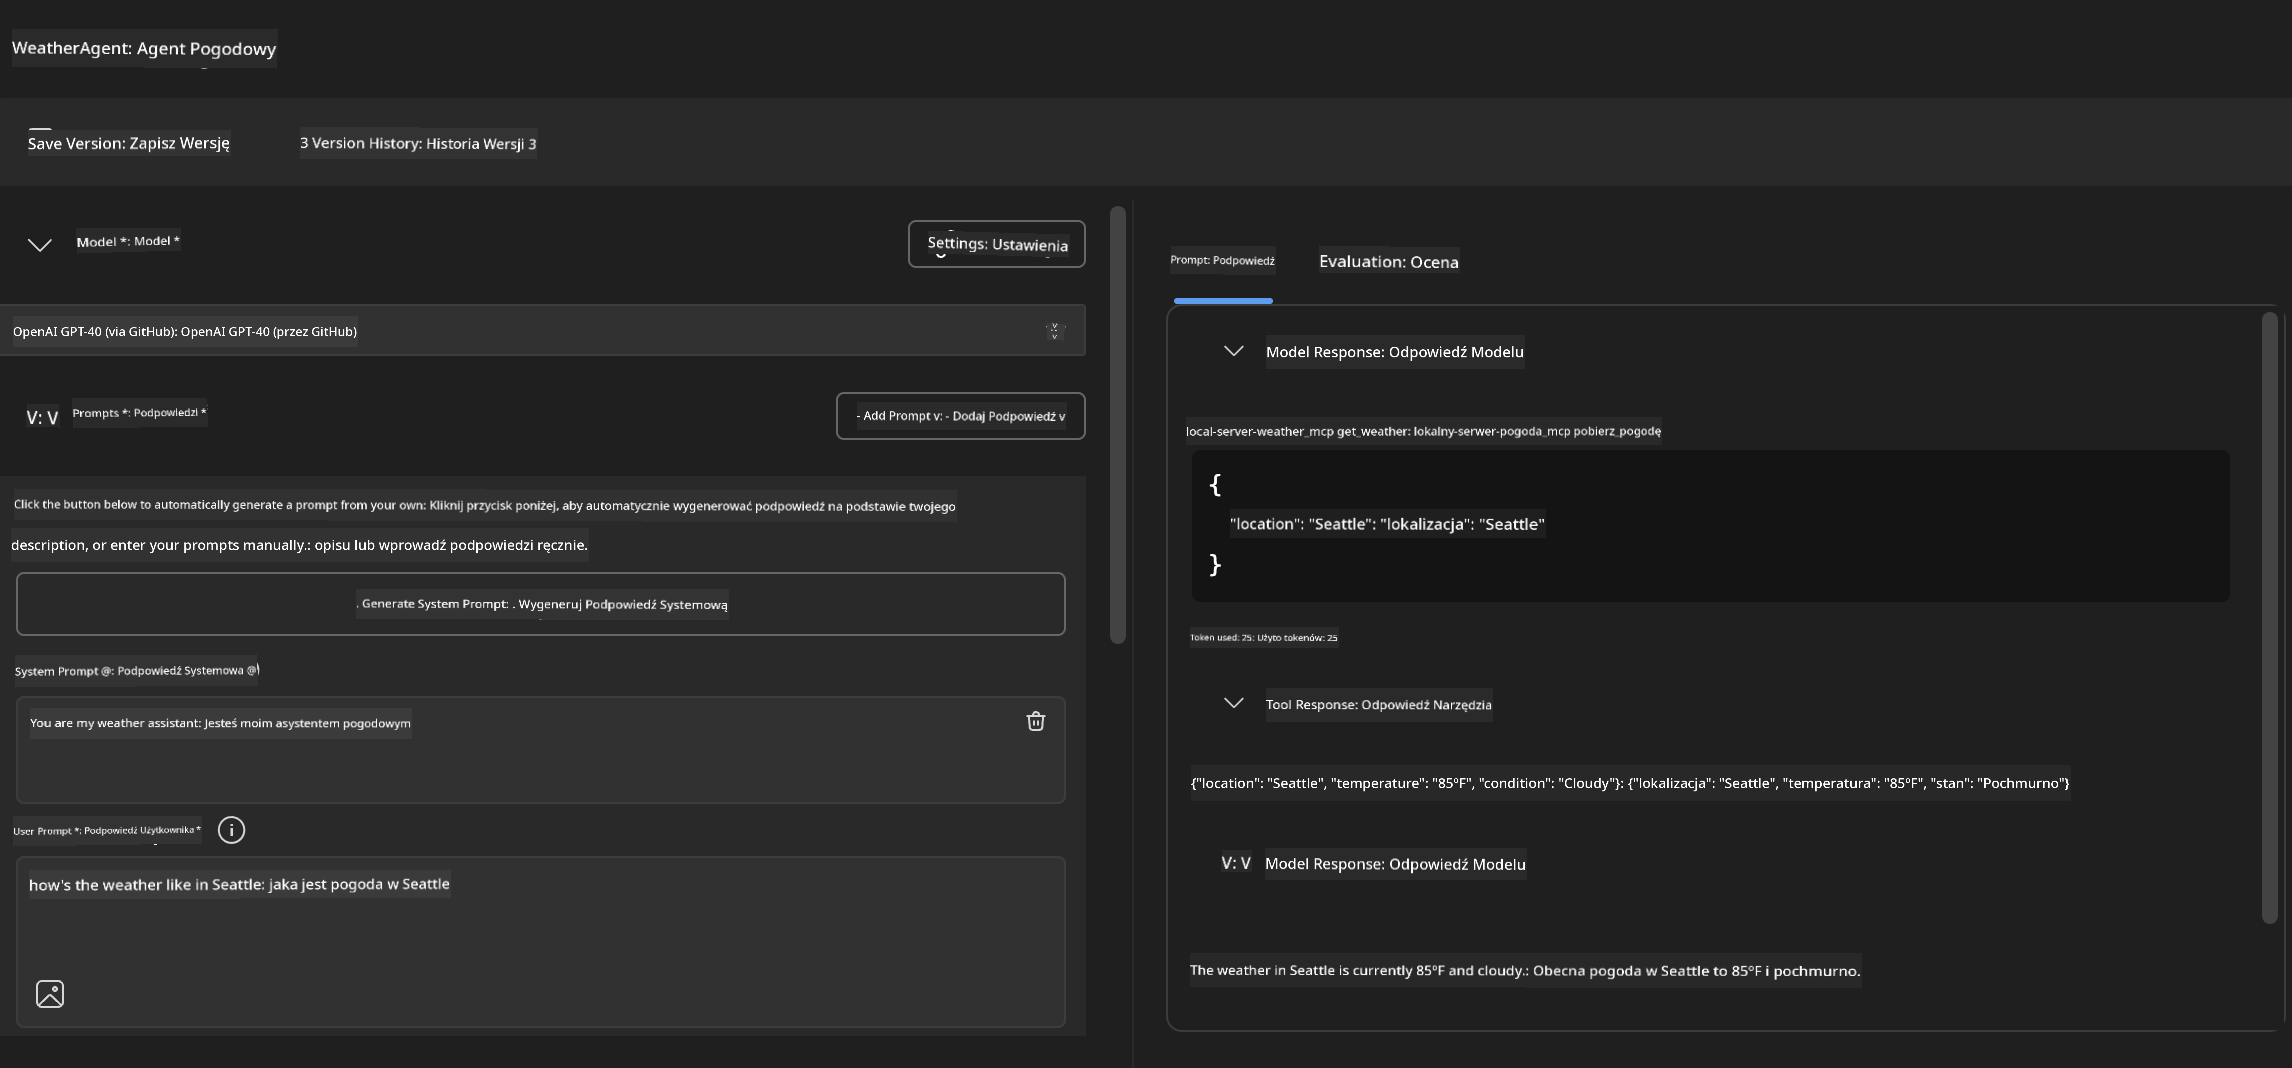 WeatherAgent: Agent Pogodowy
Save Version: Zapisz Wersję
3 Version History: Historia Wersji 3
Model *: Model *
Settings: Ustawienia
OpenAI GPT-40 (via GitHub): OpenAI GPT-40 (przez GitHub)
V: V
Prompts *: Podpowiedzi *
- Add Prompt v: - Dodaj Podpowiedź v
Click the button below to automatically generate a prompt from your own: Kliknij przycisk poniżej, aby automatycznie wygenerować podpowiedź na podstawie twojego
description, or enter your prompts manually.: opisu lub wprowadź podpowiedzi ręcznie.
. Generate System Prompt: . Wygeneruj Podpowiedź Systemową
System Prompt @: Podpowiedź Systemowa @\
You are my weather assistant: Jesteś moim asystentem pogodowym
User Prompt *: Podpowiedź Użytkownika *
how's the weather like in Seattle: jaka jest pogoda w Seattle
Prompt: Podpowiedź
Evaluation: Ocena
Model Response: Odpowiedź Modelu
local-server-weather_mcp get_weather: lokalny-serwer-pogoda_mcp pobierz_pogodę
{
"location": "Seattle": "lokalizacja": "Seattle"
}
Token used: 25: Użyto tokenów: 25
Tool Response: Odpowiedź Narzędzia
{"location": "Seattle", "temperature": "85°F", "condition": "Cloudy"}: {"lokalizacja": "Seattle", "temperatura": "85°F", "stan": "Pochmurno"}
V: V
Model Response: Odpowiedź Modelu
The weather in Seattle is currently 85°F and cloudy.: Obecna pogoda w Seattle to 85°F i pochmurno.